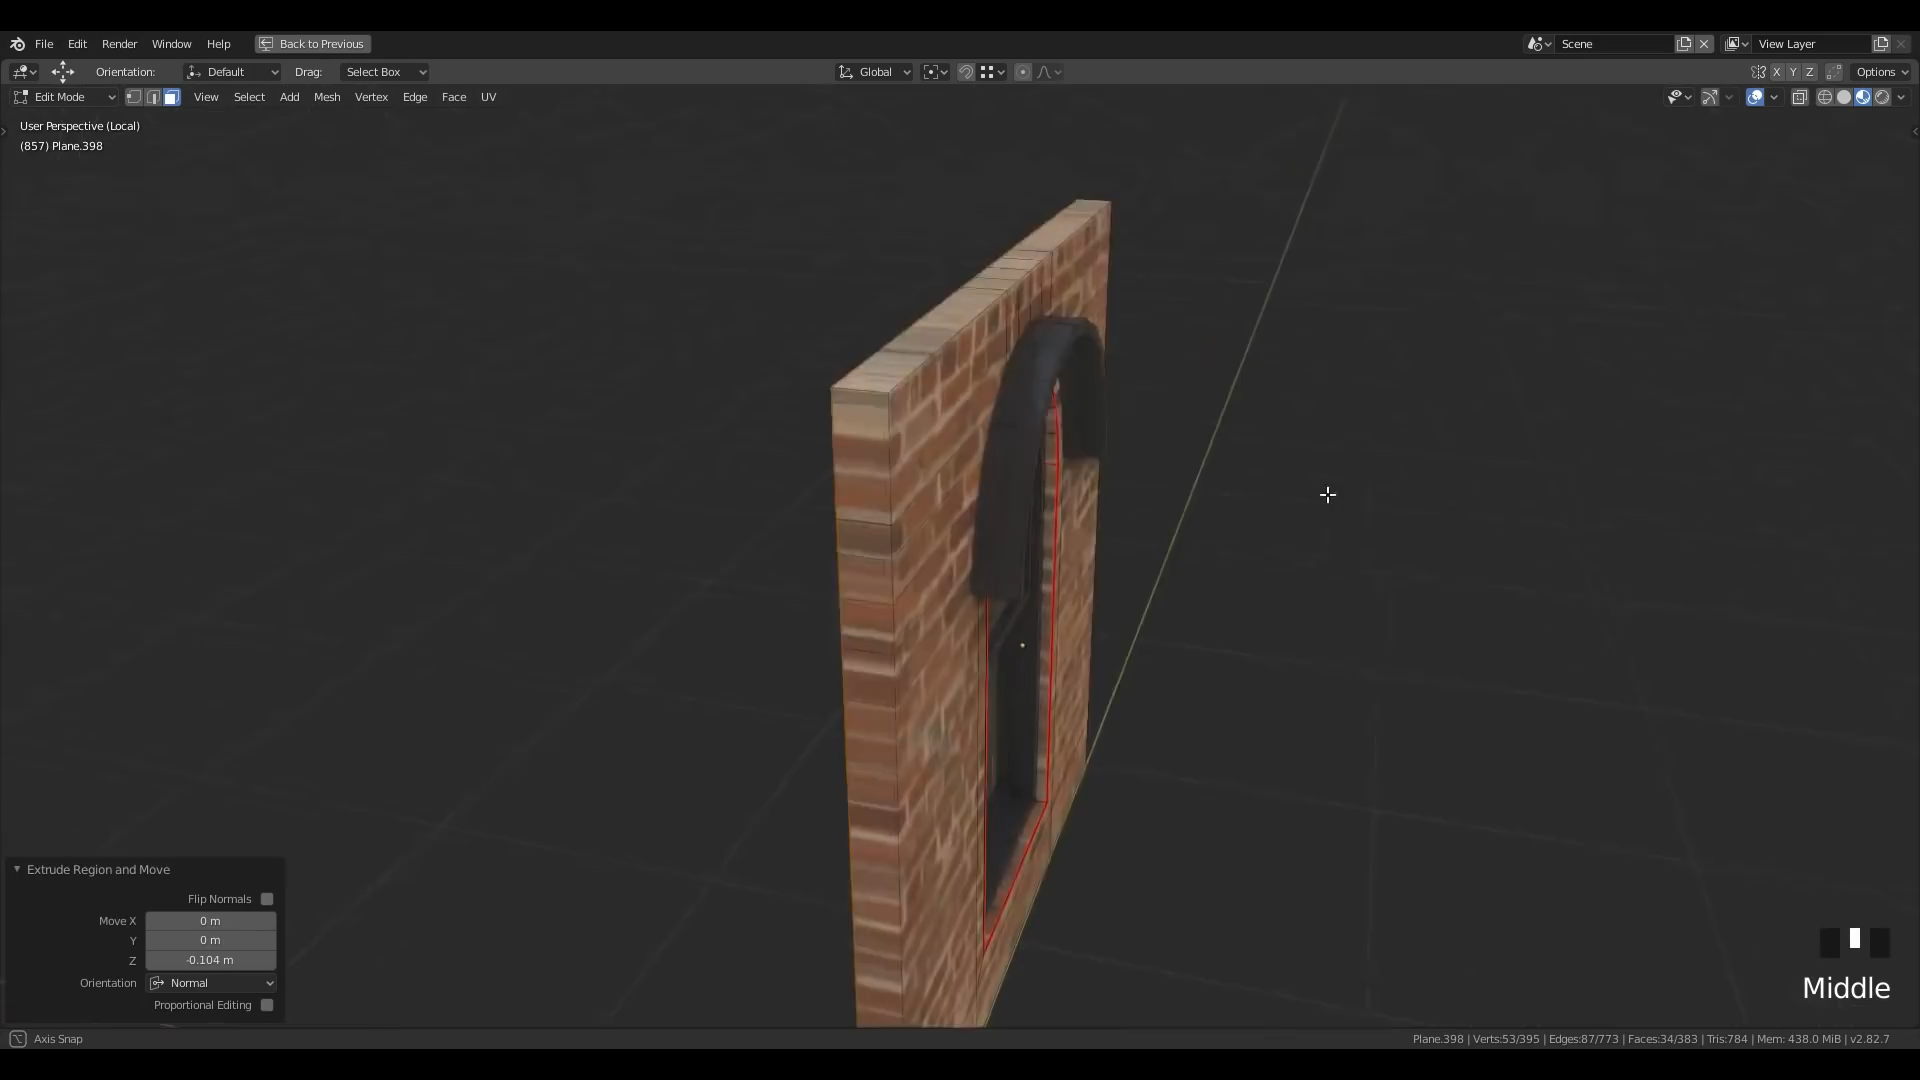 File Edit Render Window Help Back to Previous Scene View Layer
Orientation: Default Drag: Select Box Global X Y Z Options
Edit Mode View Select Add Mesh Vertex Edge Face UV
User Perspective (Local)
(857) Plane.398
Extrude Region and Move
Flip Normals
Move X 0 m
Y 0 m
Z -0.104 m
Orientation Normal
Proportional Editing
Middle
Axis Snap Plane.398 | Verts:53/395 | Edges:87/773 | Faces:34/383 | Tris:784 | Mem: 438.0 MiB | v2.82.7